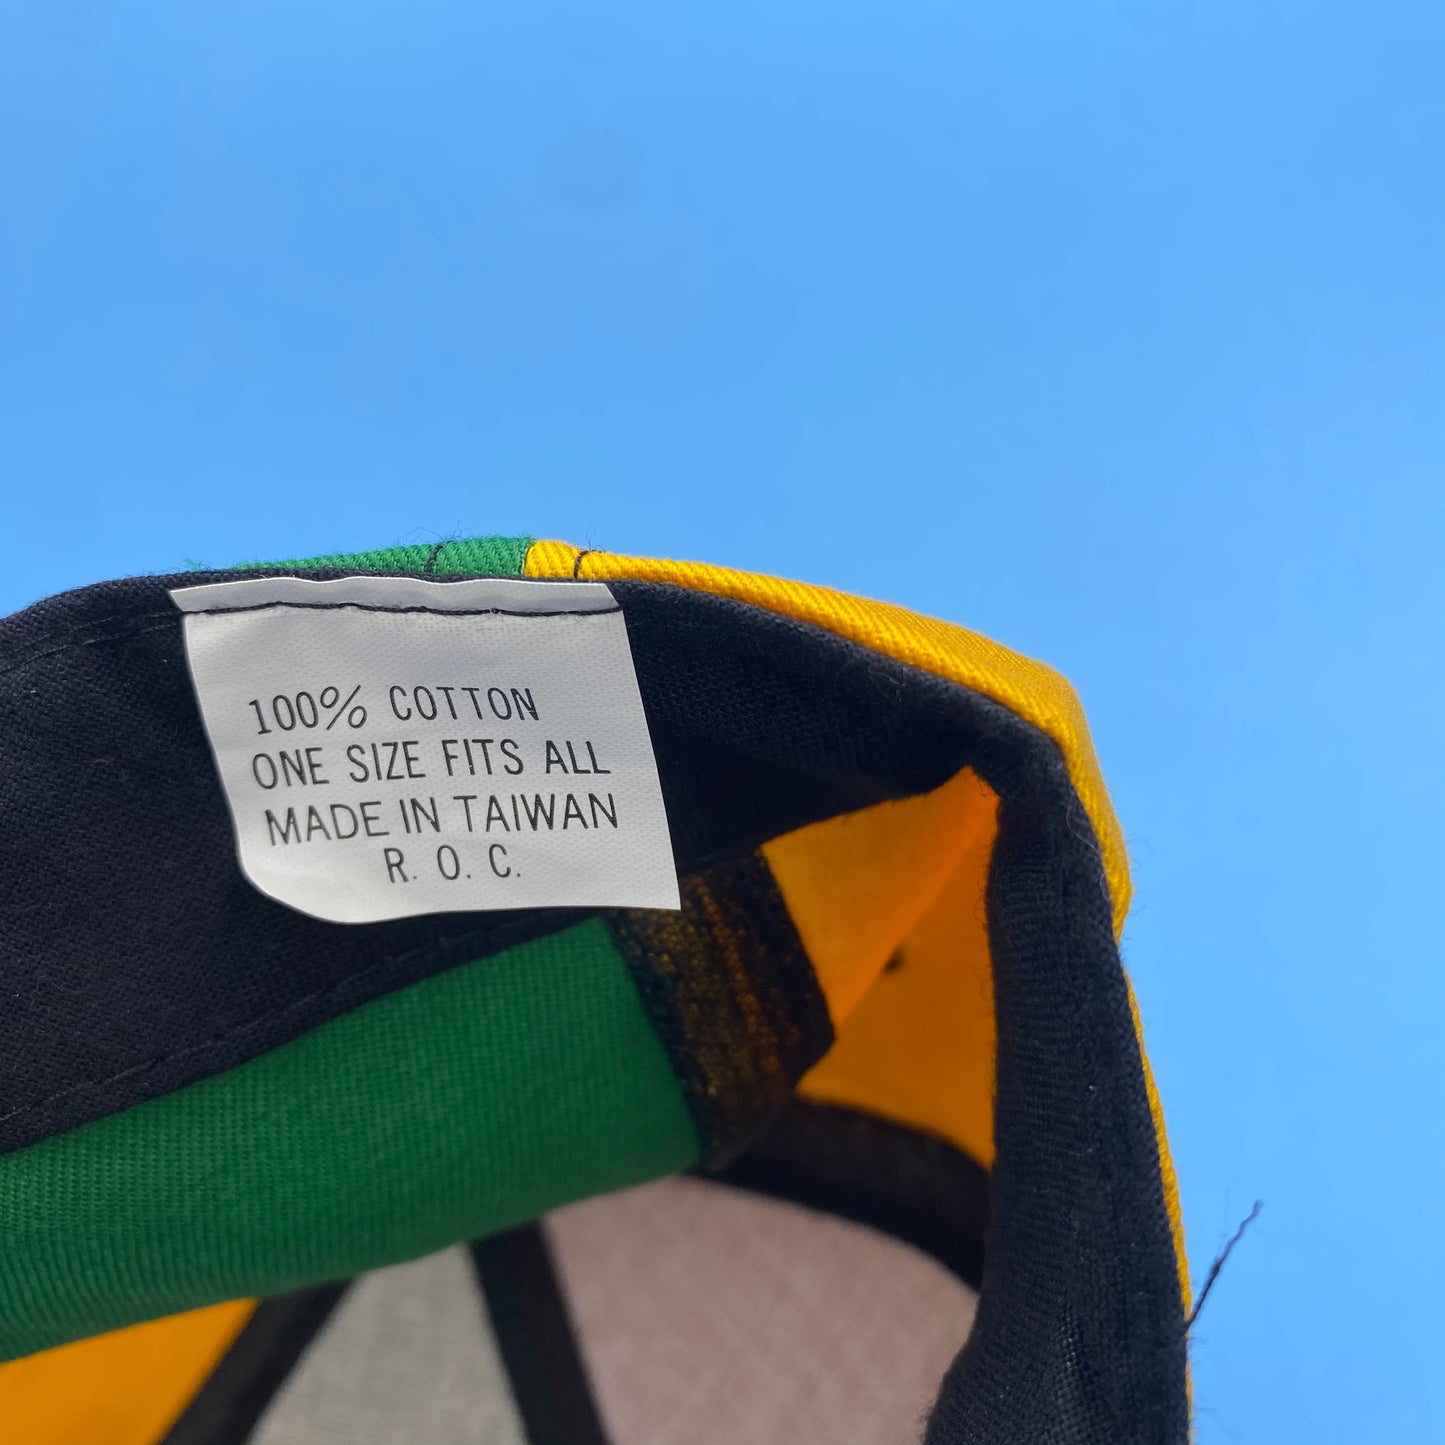 100% COTTON
ONE SIZE FITS ALL
MADE IN TAIWAN
R. O. C.